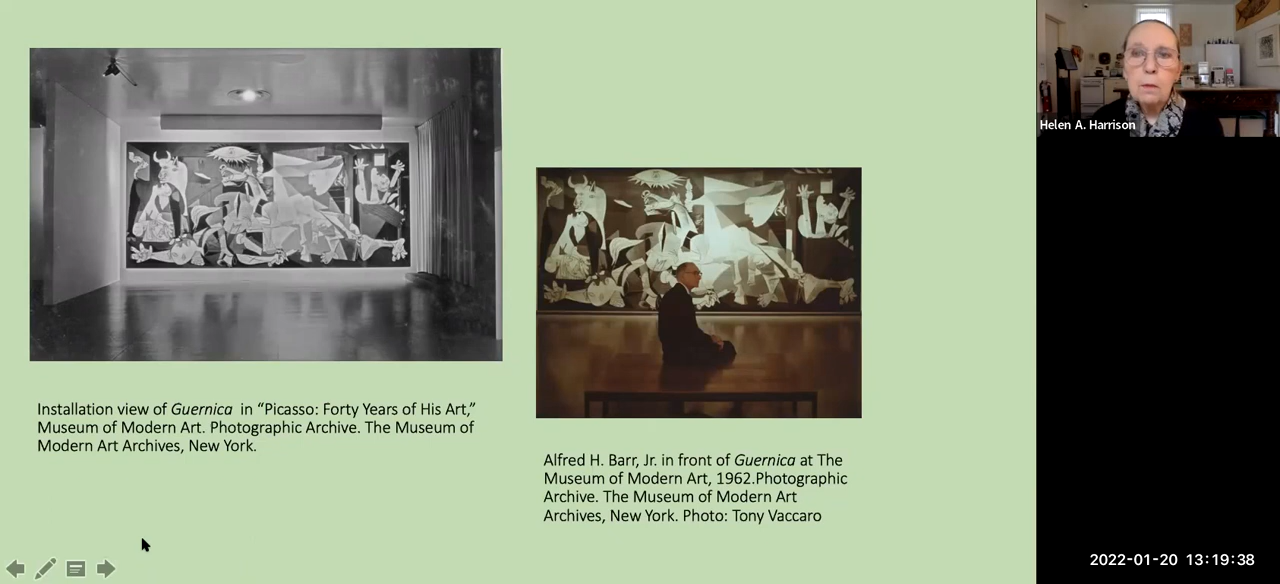 Helen A. Harrison
Installation view of Guernica in “Picasso: Forty Years of His Art,”
Museum of Modern Art. Photographic Archive. The Museum of
Modern Art Archives, New York.
Alfred H. Barr, Jr. in front of Guernica at The
Museum of Modern Art, 1962.Photographic
Archive. The Museum of Modern Art
Archives, New York. Photo: Tony Vaccaro
2022-01-20 13:19:38